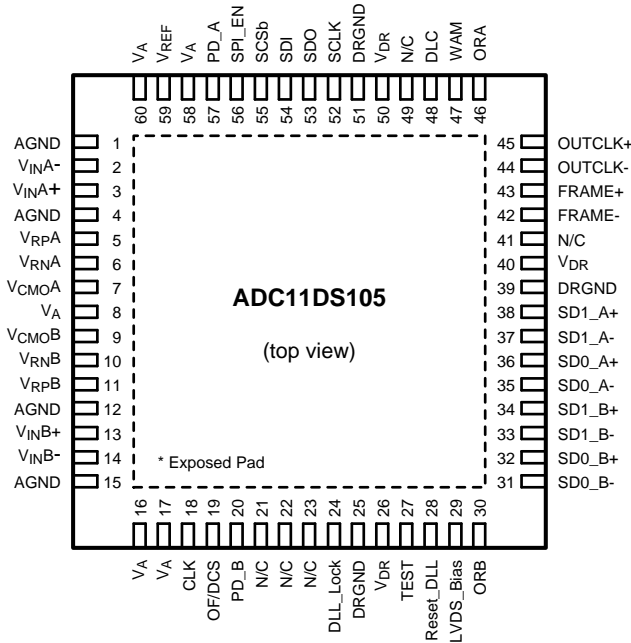 VA
VREF
VA
PD_A
SPI_EN
SCSb
SDI
SDO
SCLK
DRGND
VDR
N/C
DLC
WAM
ORA
60
59
58
57
56
55
54
53
52
51
50
49
48
47
46
AGND 1
VINA- 2
VINA+ 3
AGND 4
VRPA 5
VRNA 6
VCMOA 7
VA 8
VCMOB 9
VRNB 10
VRPB 11
AGND 12
VINB+ 13
VINB- 14
AGND 15
ADC11DS105
(top view)
* Exposed Pad
45 OUTCLK+
44 OUTCLK-
43 FRAME+
42 FRAME-
41 N/C
40 VDR
39 DRGND
38 SD1_A+
37 SD1_A-
36 SD0_A+
35 SD0_A-
34 SD1_B+
33 SD1_B-
32 SD0_B+
31 SD0_B-
16
17
18
19
20
21
22
23
24
25
26
27
28
29
30
VA
VA
CLK
OF/DCS
PD_B
N/C
N/C
N/C
DLL_Lock
DRGND
VDR
TEST
Reset_DLL
LVDS_Bias
ORB